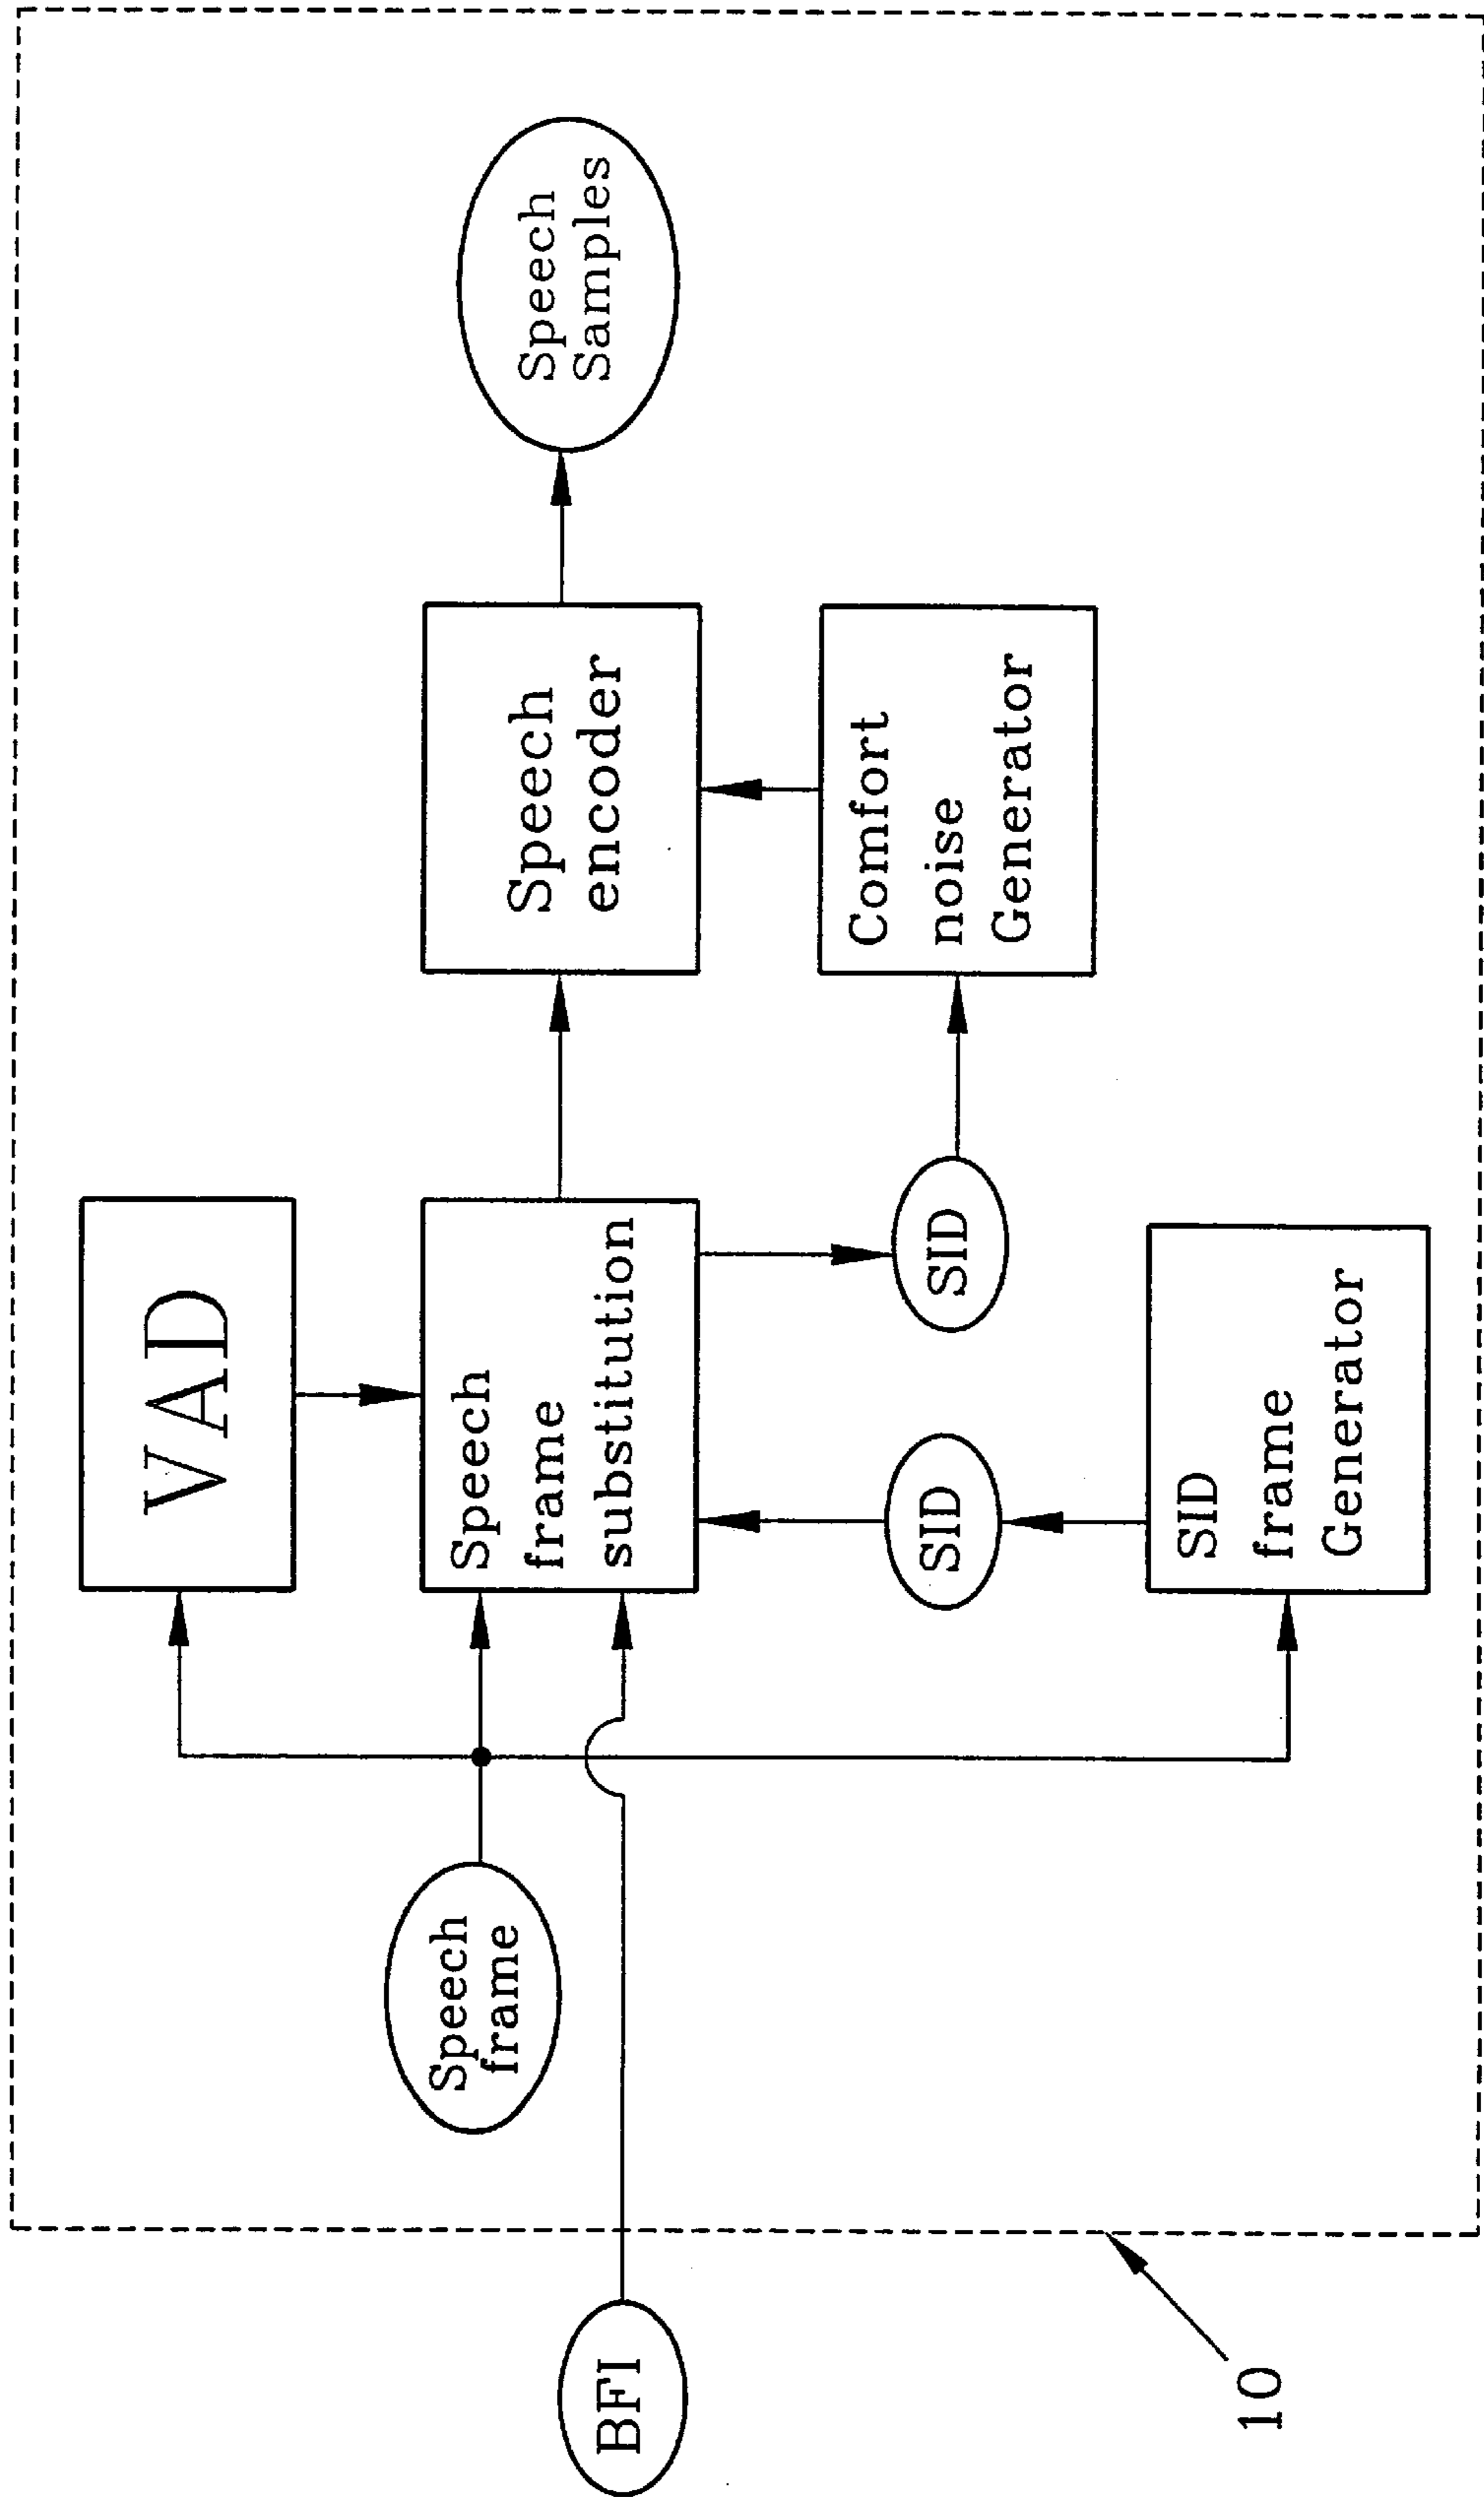 VAD
Speech
frame
Speech
frame
substitution
Speech
encoder
Speech
Samples
BFI
SID
SID
Comfort
noise
Generator
SID
frame
Generator
10